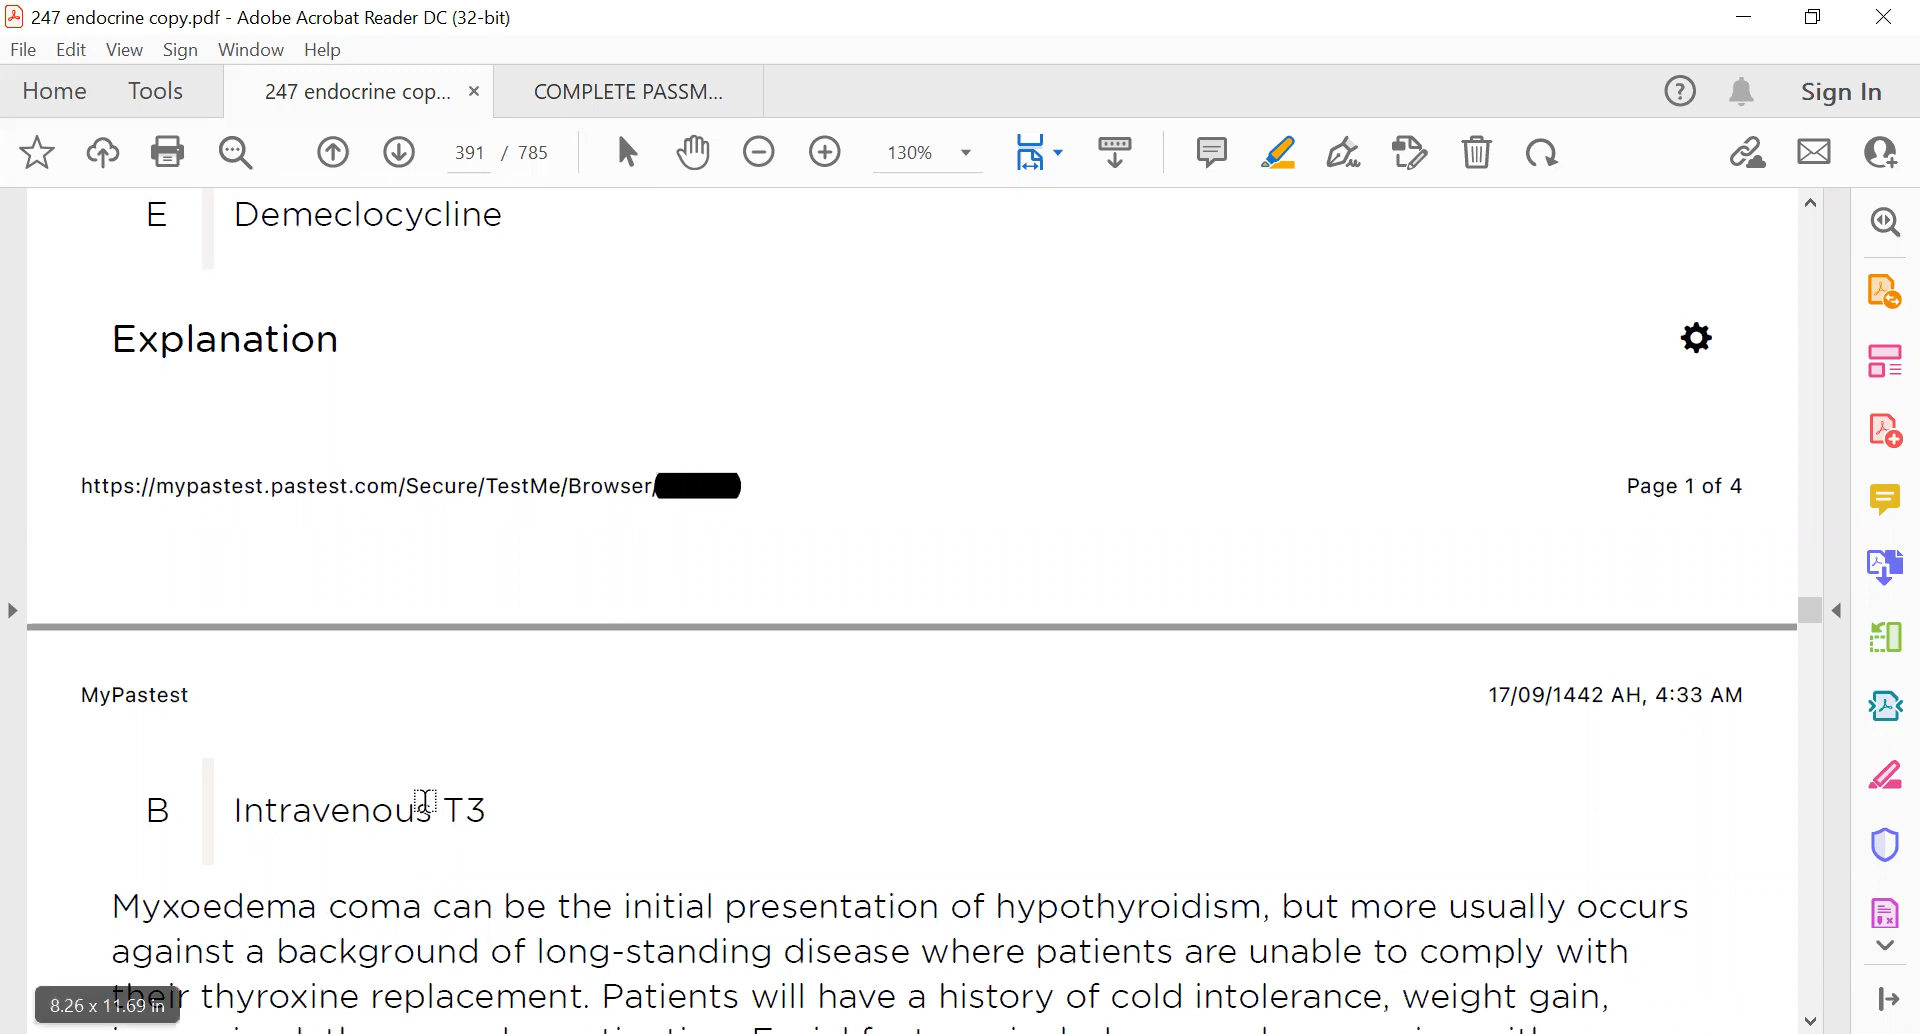 247 endocrine copy.pdf - Adobe Acrobat Reader DC (32-bit)
File Edit View Sign Window Help
Home Tools 247 endocrine cop... × COMPLETE PASSM... Sign In
391 / 785 130%
E Demeclocycline
Explanation
https://mypastest.pastest.com/Secure/TestMe/Browser/
Page 1 of 4
MyPastest 17/09/1442 AH, 4:33 AM
B Intravenous T3
Myxoedema coma can be the initial presentation of hypothyroidism, but more usually occurs
against a background of long-standing disease where patients are unable to comply with
their thyroxine replacement. Patients will have a history of cold intolerance, weight gain,
8.26 x 11.69 in